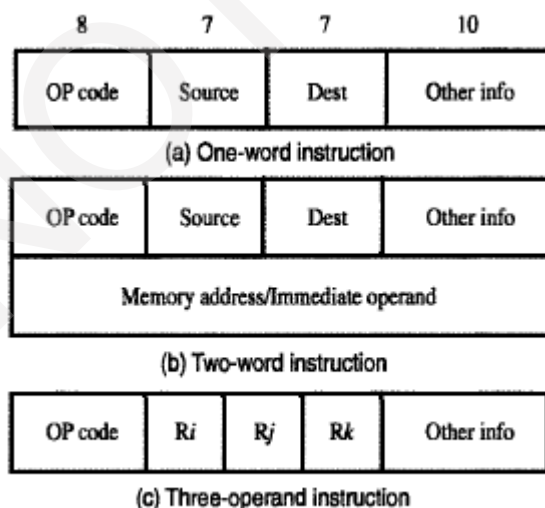 8 7 7 10
OP code Source Dest Other info
(a) One-word instruction
OP code Source Dest Other info
Memory address/Immediate operand
(b) Two-word instruction
OP code Ri Rj Rk Other info
(c) Three-operand instruction